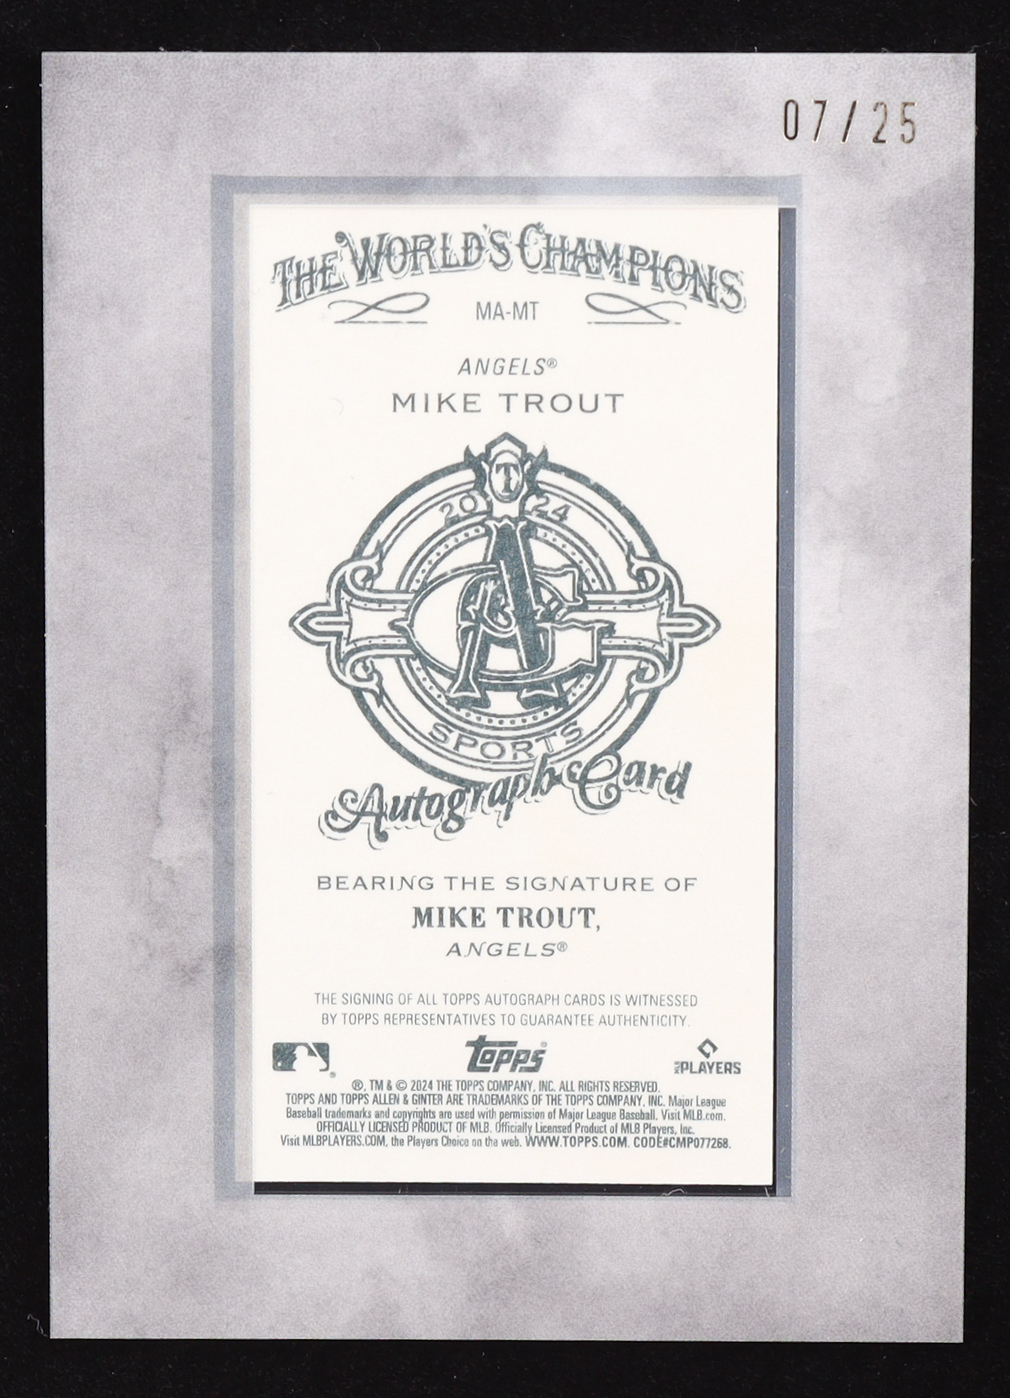 07/25
THE WORLD'S CHAMPIONS
MA-MT
ANGELS®
MIKE TROUT
T
20 24
A&G
SPORTS
Autograph Card
BEARING THE SIGNATURE OF
MIKE TROUT,
ANGELS®
THE SIGNING OF ALL TOPPS AUTOGRAPH CARDS IS WITNESSED
BY TOPPS REPRESENTATIVES TO GUARANTEE AUTHENTICITY.
® topps MLB PLAYERS
®, TM & © 2024 THE TOPPS COMPANY, INC. ALL RIGHTS RESERVED.
TOPPS AND TOPPS ALLEN & GINTER ARE TRADEMARKS OF THE TOPPS COMPANY, INC. Major League
Baseball trademarks and copyrights are used with permission of Major League Baseball. Visit MLB.com.
OFFICIALLY LICENSED PRODUCT OF MLB. Officially Licensed Product of MLB Players, Inc.
Visit MLBPLAYERS.COM, the Players Choice on the web. WWW.TOPPS.COM. CODE#CMP077268.